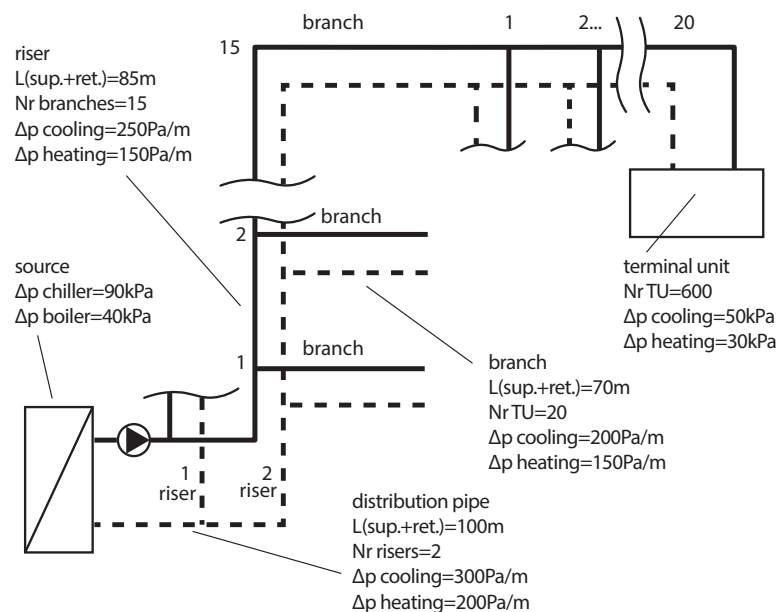 branch
15
1
2...
20
riser
L(sup.+ret.)=85m
Nr branches=15
Δp cooling=250Pa/m
Δp heating=150Pa/m
2
branch
source
Δp chiller=90kPa
Δp boiler=40kPa
terminal unit
Nr TU=600
Δp cooling=50kPa
Δp heating=30kPa
1
branch
branch
L(sup.+ret.)=70m
Nr TU=20
Δp cooling=200Pa/m
Δp heating=150Pa/m
1
riser
2
riser
distribution pipe
L(sup.+ret.)=100m
Nr risers=2
Δp cooling=300Pa/m
Δp heating=200Pa/m